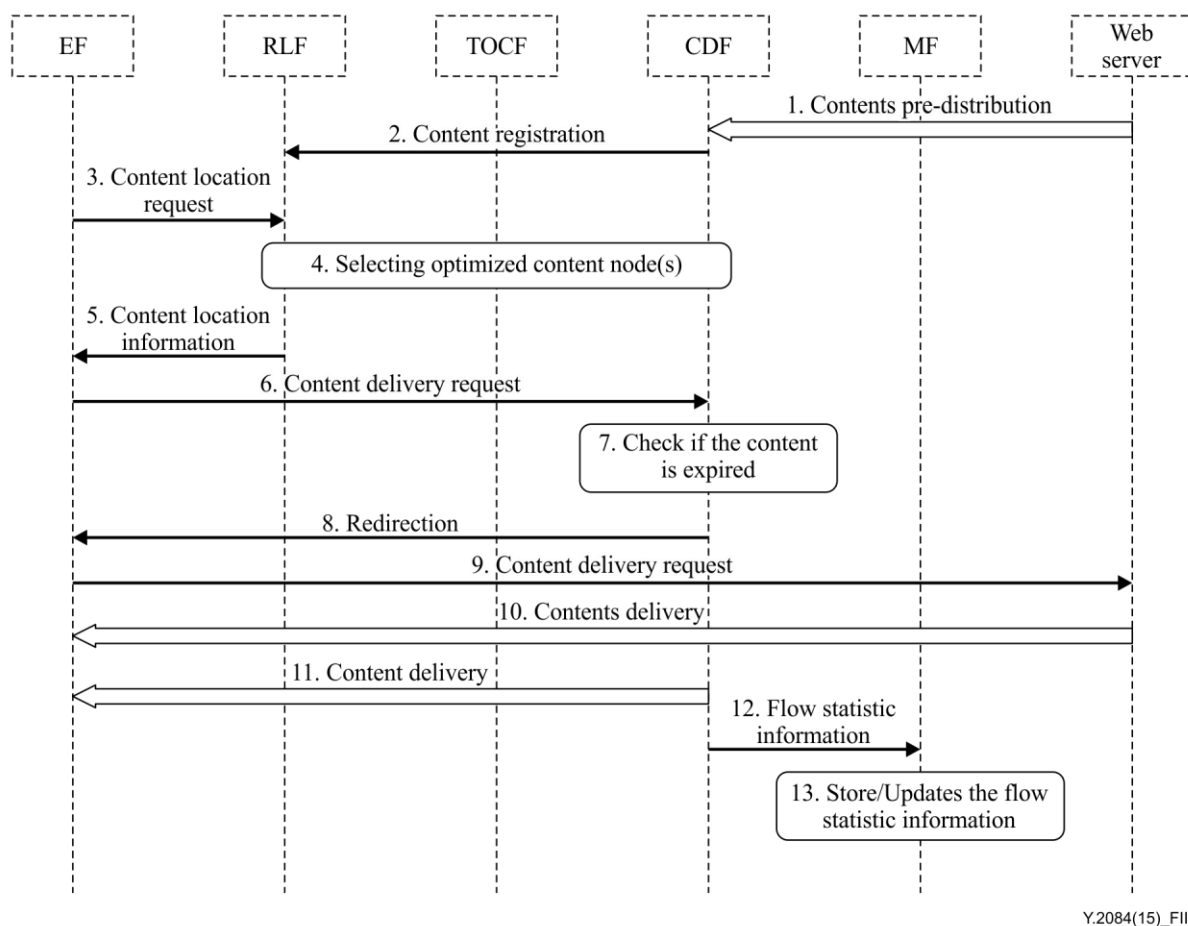 EF
RLF
TOCF
CDF
MF
Web
server
1. Contents pre-distribution
2. Content registration
3. Content location
request
4. Selecting optimized content node(s)
5. Content location
information
6. Content delivery request
7. Check if the content
is expired
8. Redirection
9. Content delivery request
10. Contents delivery
11. Content delivery
12. Flow statistic
information
13. Store/Updates the flow
statistic information
Y.2084(15)_FII